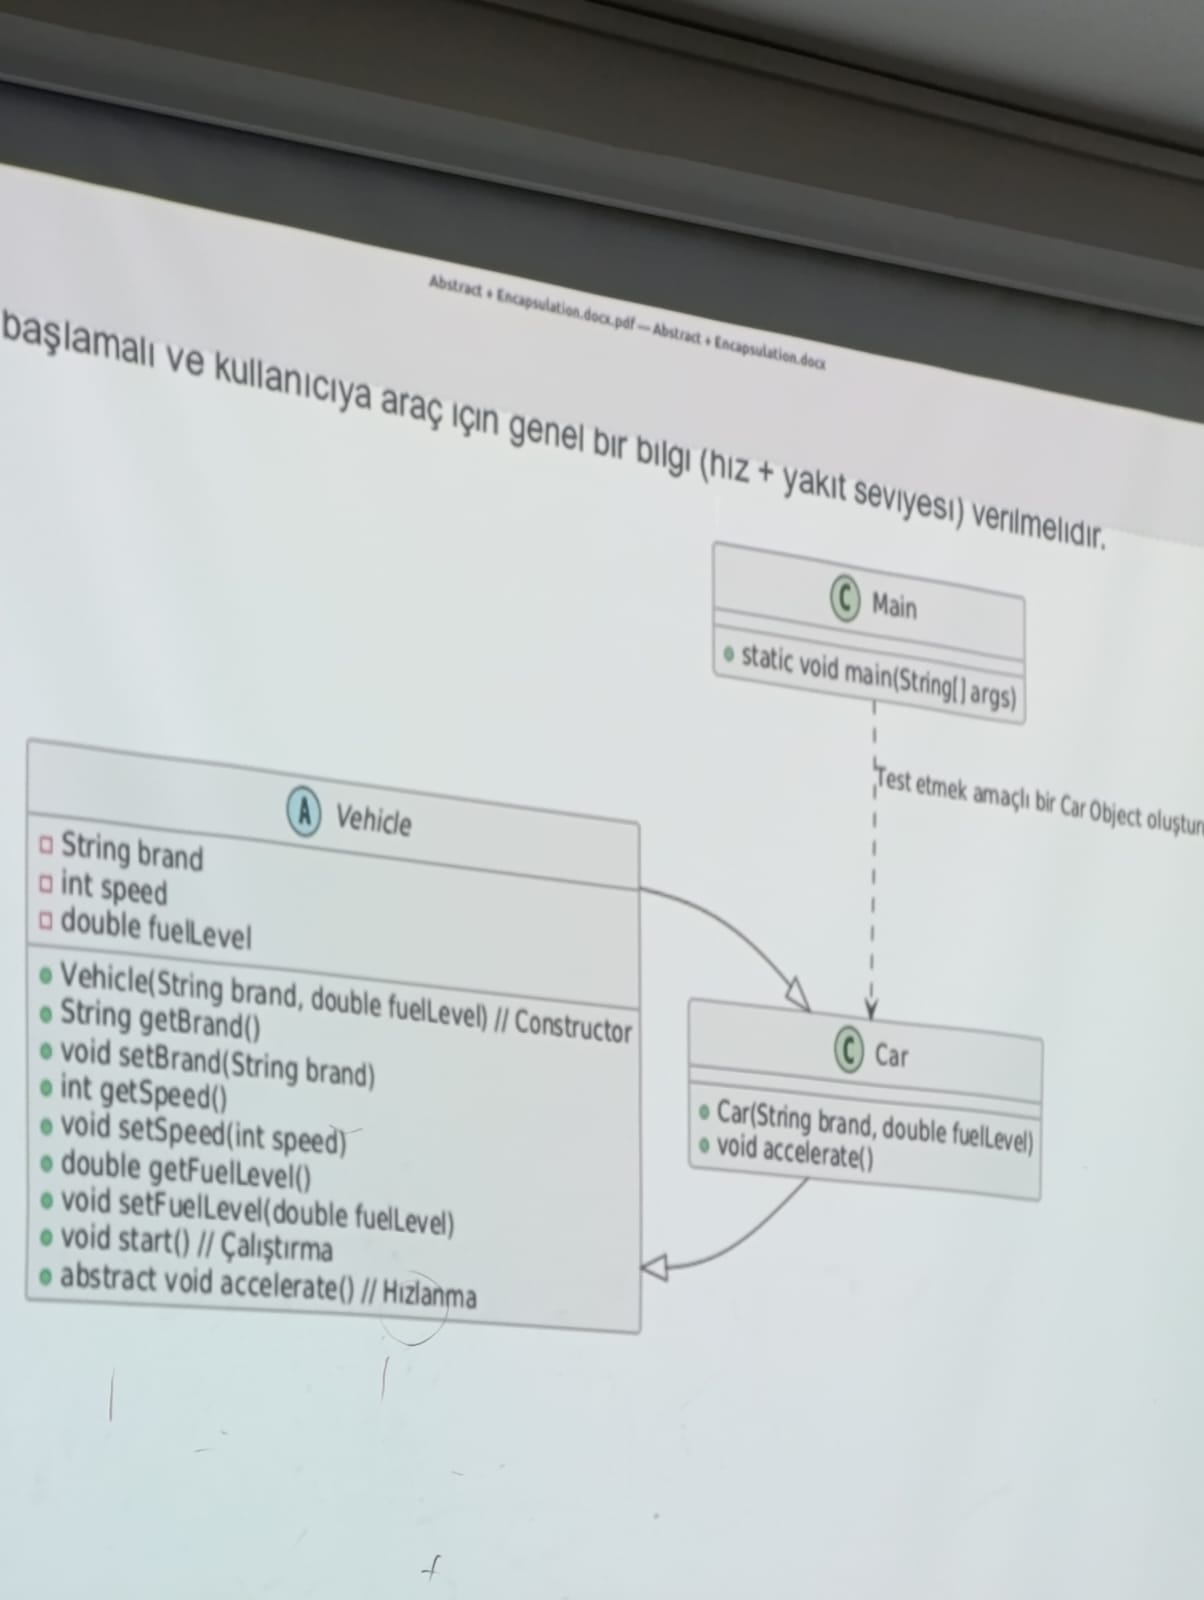 Abstract + Encapsulation.docx.pdf — Abstract + Encapsulation.docx
başlamalı ve kullanıcıya araç için genel bir bilgi (hız + yakıt seviyesi) verilmelidir.
C Main
static void main(String[] args)
Test etmek amaçlı bir Car Object
A Vehicle
String brand
int speed
double fuelLevel
Vehicle(String brand, double fuelLevel) // Constructor
String getBrand()
void setBrand(String brand)
int getSpeed()
void setSpeed(int speed)
double getFuelLevel()
void setFuelLevel(double fuelLevel)
void start() // Çalıştırma
abstract void accelerate() // Hızlanma
C Car
Car(String brand, double fuelLevel)
void accelerate()